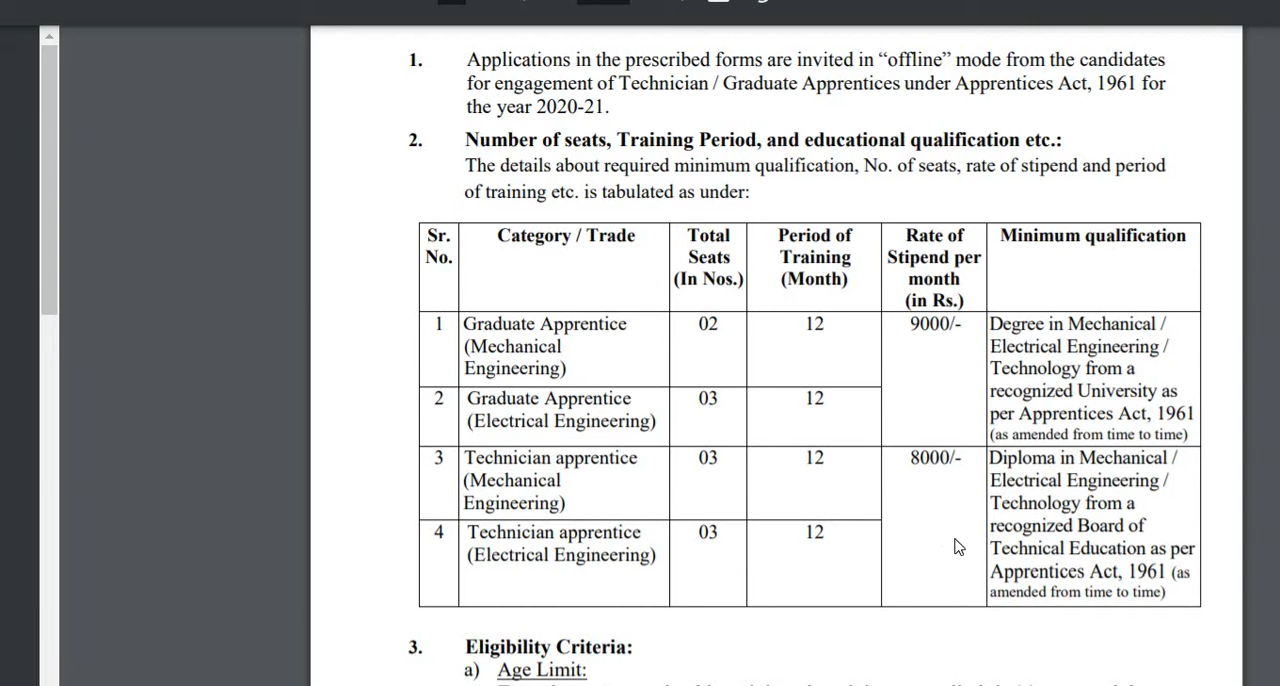 1. Applications in the prescribed forms are invited in “offline” mode from the candidates
for engagement of Technician / Graduate Apprentices under Apprentices Act, 1961 for
the year 2020-21.
2. Number of seats, Training Period, and educational qualification etc.:
The details about required minimum qualification, No. of seats, rate of stipend and period
of training etc. is tabulated as under:
Sr.
No.
Category / Trade
Total
Seats
(In Nos.)
Period of
Training
(Month)
Rate of
Stipend per
month
(in Rs.)
Minimum qualification
1
Graduate Apprentice
(Mechanical
Engineering)
02
12
9000/-
Degree in Mechanical /
Electrical Engineering /
Technology from a
recognized University as
per Apprentices Act, 1961
(as amended from time to time)
2
Graduate Apprentice
(Electrical Engineering)
03
12
3
Technician apprentice
(Mechanical
Engineering)
03
12
8000/-
Diploma in Mechanical /
Electrical Engineering /
Technology from a
recognized Board of
Technical Education as per
Apprentices Act, 1961 (as
amended from time to time)
4
Technician apprentice
(Electrical Engineering)
03
12
3. Eligibility Criteria:
a) Age Limit: